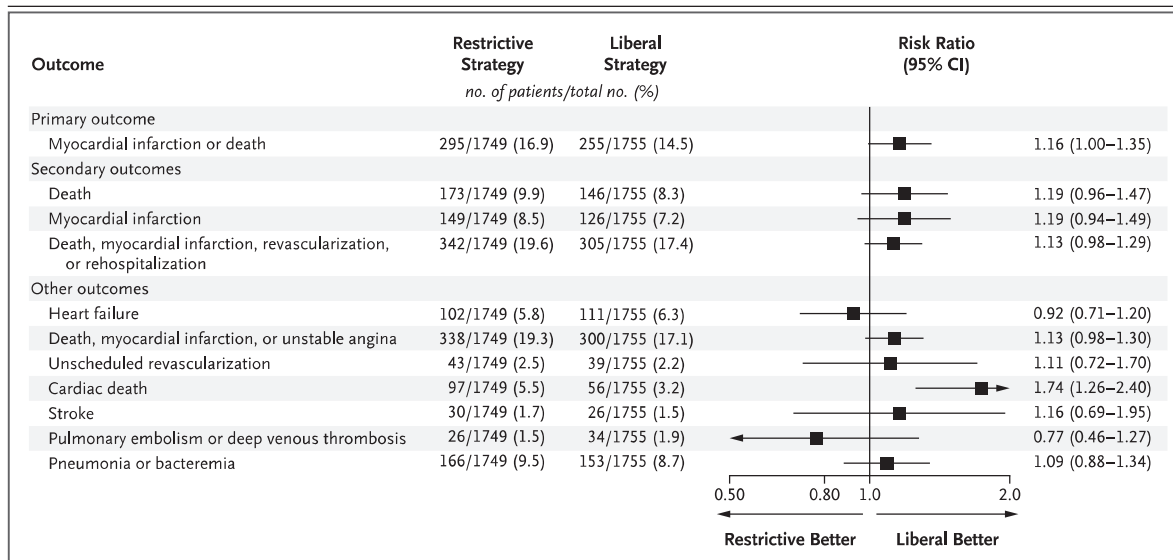 Outcome Restrictive Strategy Liberal Strategy Risk Ratio (95% CI)
no. of patients/total no. (%)
Primary outcome
Myocardial infarction or death 295/1749 (16.9) 255/1755 (14.5) 1.16 (1.00–1.35)
Secondary outcomes
Death 173/1749 (9.9) 146/1755 (8.3) 1.19 (0.96–1.47)
Myocardial infarction 149/1749 (8.5) 126/1755 (7.2) 1.19 (0.94–1.49)
Death, myocardial infarction, revascularization, 342/1749 (19.6) 305/1755 (17.4) 1.13 (0.98–1.29)
or rehospitalization
Other outcomes
Heart failure 102/1749 (5.8) 111/1755 (6.3) 0.92 (0.71–1.20)
Death, myocardial infarction, or unstable angina 338/1749 (19.3) 300/1755 (17.1) 1.13 (0.98–1.30)
Unscheduled revascularization 43/1749 (2.5) 39/1755 (2.2) 1.11 (0.72–1.70)
Cardiac death 97/1749 (5.5) 56/1755 (3.2) 1.74 (1.26–2.40)
Stroke 30/1749 (1.7) 26/1755 (1.5) 1.16 (0.69–1.95)
Pulmonary embolism or deep venous thrombosis 26/1749 (1.5) 34/1755 (1.9) 0.77 (0.46–1.27)
Pneumonia or bacteremia 166/1749 (9.5) 153/1755 (8.7) 1.09 (0.88–1.34)
0.50 0.80 1.0 2.0
Restrictive Better Liberal Better